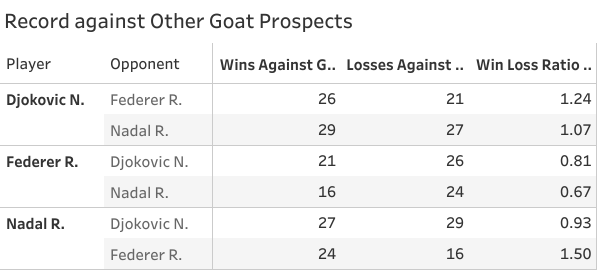 Record against Other Goat Prospects
Player Opponent Wins Against G.. Losses Against .. Win Loss Ratio ..
Djokovic N. Federer R. 26 21 1.24
Nadal R. 29 27 1.07
Federer R. Djokovic N. 21 26 0.81
Nadal R. 16 24 0.67
Nadal R. Djokovic N. 27 29 0.93
Federer R. 24 16 1.50